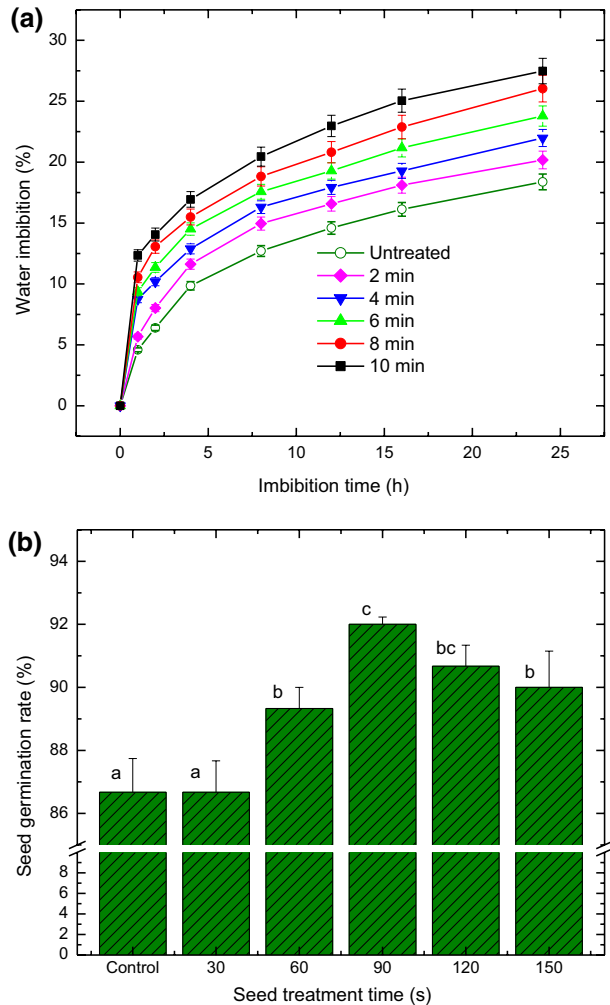 (a)
30
25
20
15
10
5
0
Water imbibition (%)
Untreated
2 min
4 min
6 min
8 min
10 min
0 5 10 15 20 25
Imbibition time (h)
(b)
94
92
90
88
86
8
6
4
2
0
Seed germination rate (%)
a a b c bc b
Control 30 60 90 120 150
Seed treatment time (s)